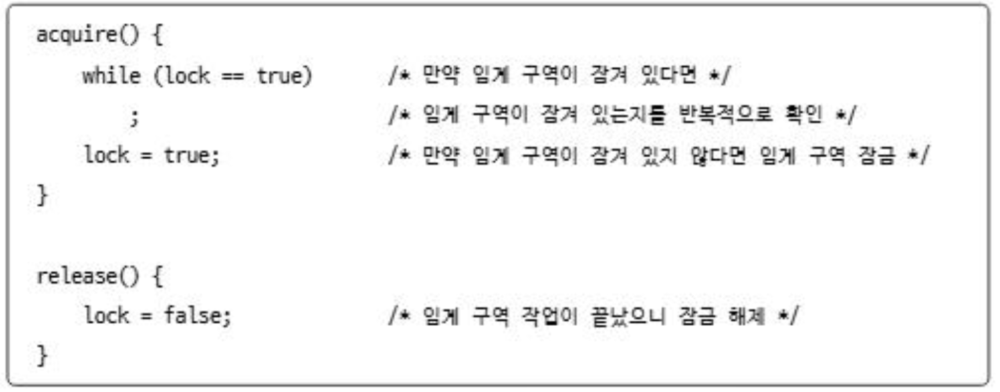 acquire() {
while (lock == true) /* 만약 임계 구역이 잠겨 있다면 */
; /* 임계 구역이 잠겨 있는지를 반복적으로 확인 */
lock = true; /* 만약 임계 구역이 잠겨 있지 않다면 임계 구역 잠금 */
}
release() {
lock = false; /* 임계 구역 작업이 끝났으니 잠금 해제 */
}